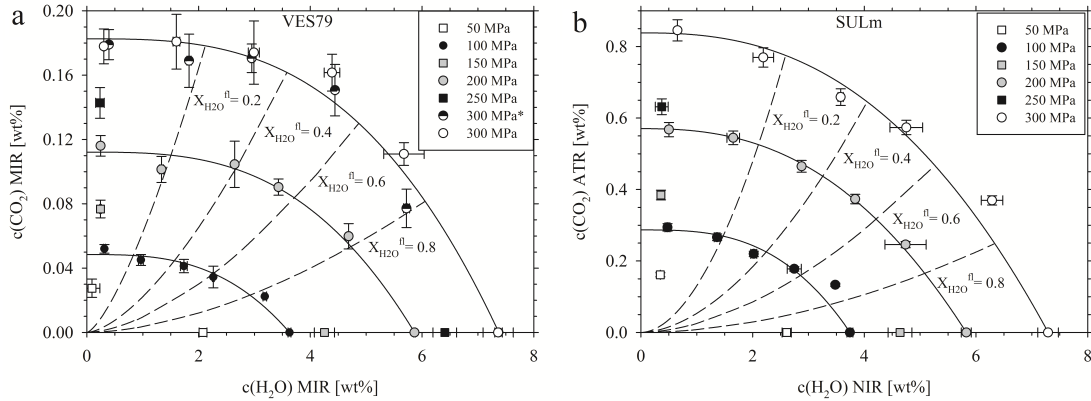 a
VES79
50 MPa
100 MPa
150 MPa
200 MPa
250 MPa
300 MPa*
300 MPa
c(CO2) MIR [wt%]
0.20
0.16
0.12
0.08
0.04
0.00
XH2Ofl= 0.2
XH2Ofl= 0.4
XH2Ofl= 0.6
XH2Ofl= 0.8
0 2 4 6 8
c(H2O) MIR [wt%]
b
SULm
50 MPa
100 MPa
150 MPa
200 MPa
250 MPa
300 MPa
c(CO2) ATR [wt%]
0.8
0.6
0.4
0.2
0.0
XH2Ofl= 0.2
XH2Ofl= 0.4
XH2Ofl= 0.6
XH2Ofl= 0.8
0 2 4 6 8
c(H2O) NIR [wt%]